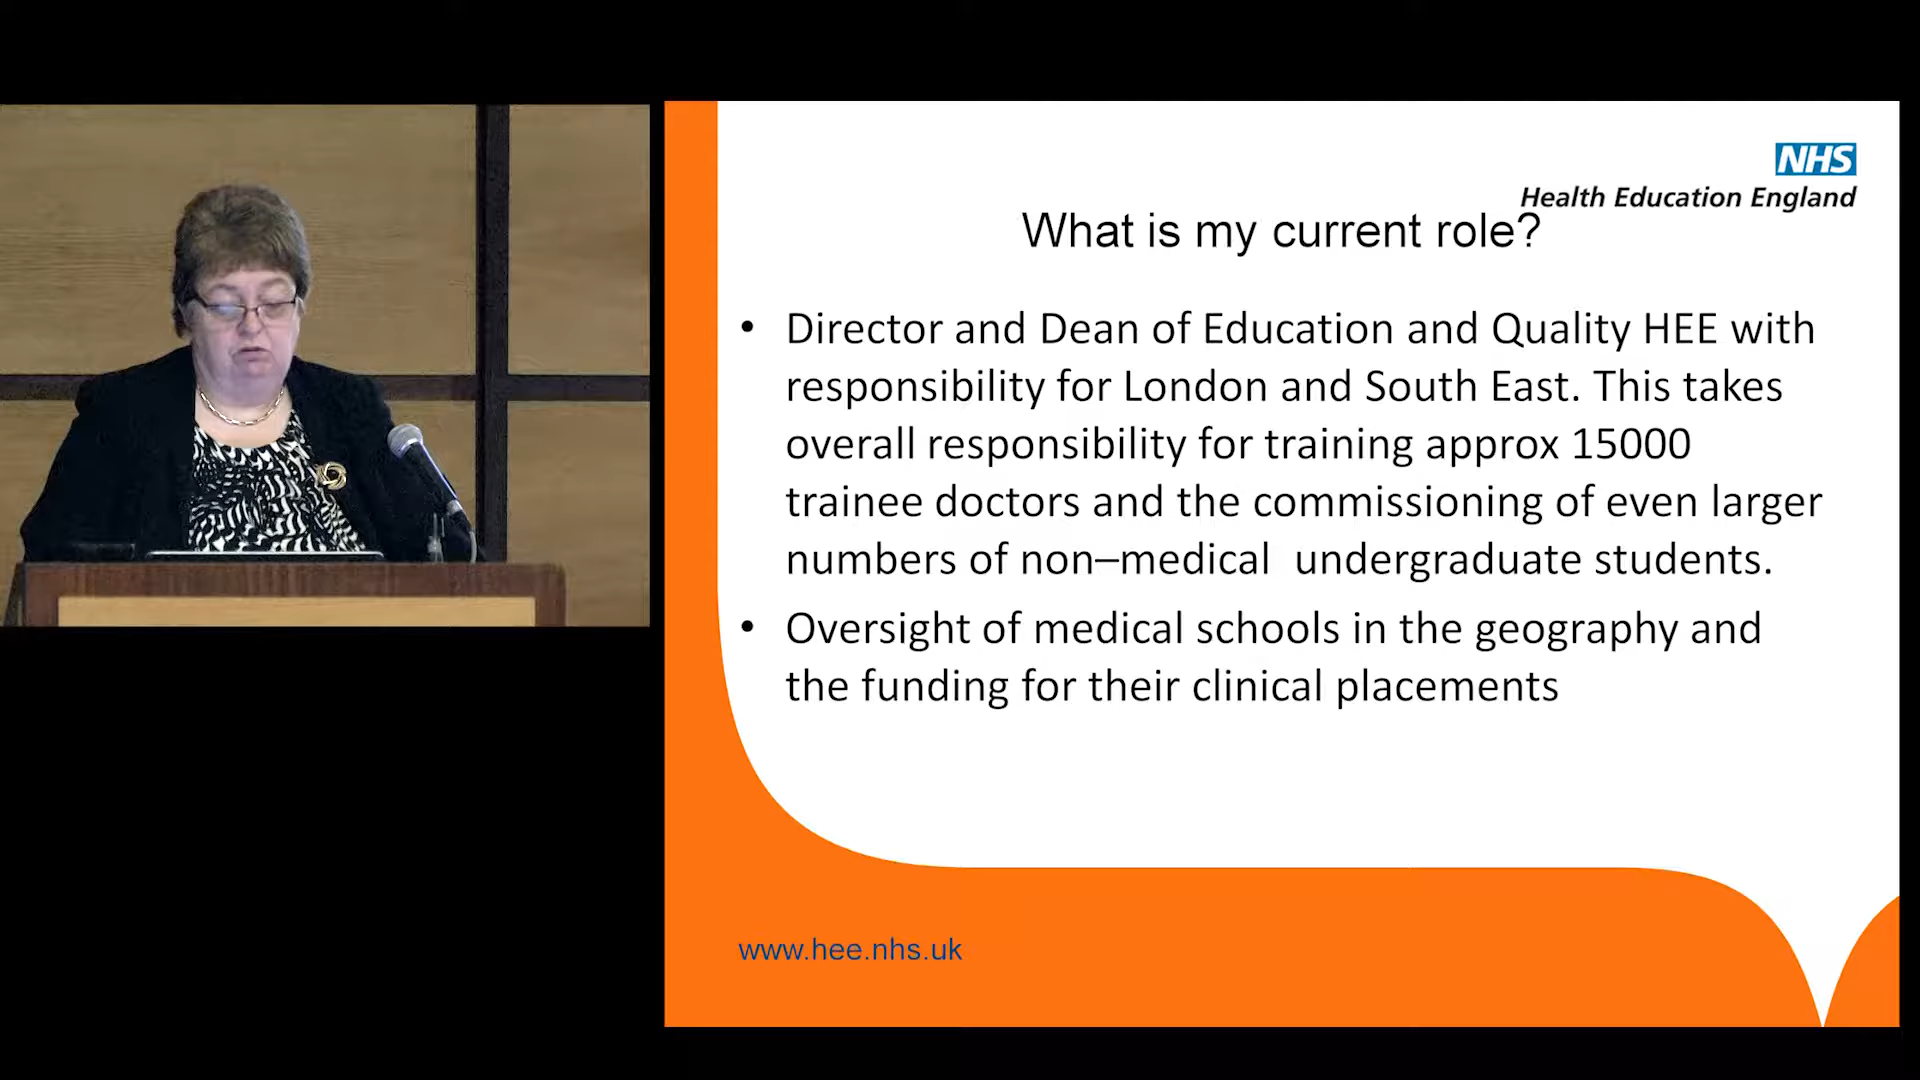 NHS
Health Education England
What is my current role?
• Director and Dean of Education and Quality HEE with
responsibility for London and South East. This takes
overall responsibility for training approx 15000
trainee doctors and the commissioning of even larger
numbers of non–medical  undergraduate students.
• Oversight of medical schools in the geography and
the funding for their clinical placements
www.hee.nhs.uk